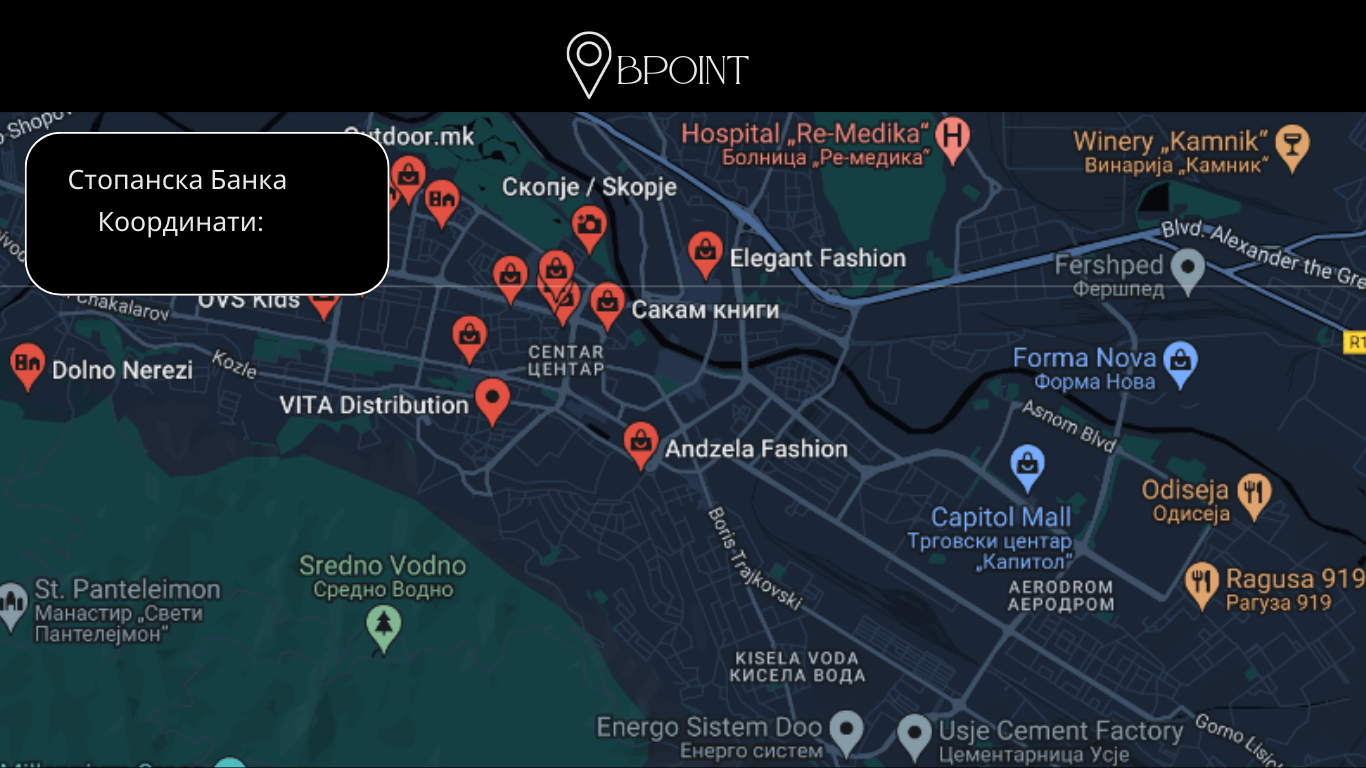 BPOINT
o Shopov
Outdoor.mk
Стопанска Банка
Координати:
Скопје / Skopje
Hospital „Re-Medika“
Болница „Ре-медика“
Winery „Kamnik“
Винарија „Камник“
Elegant Fashion
Blvd. Alexander the Gre
Fershped
Фершпед
UVS Kids
Chakalarov
Сакам книги
R1
Kozle
Dolno Nerezi
CENTAR
ЦЕНТАР
Forma Nova
Форма Нова
VITA Distribution
Asnom Blvd
Andzela Fashion
Odiseja
Одисеја
Capitol Mall
Трговски центар
„Капитол“
Boris Trajkovski
AERODROM
АЕРОДРОМ
Ragusa 919
Рагуза 919
Sredno Vodno
Средно Водно
St. Panteleimon
Манастир „Свети
Пантелејмон“
KISELA VODA
КИСЕЛА ВОДА
Energo Sistem Doo
Енерго систем
Usje Cement Factory
Цементарница Усје
Gorno Lisic